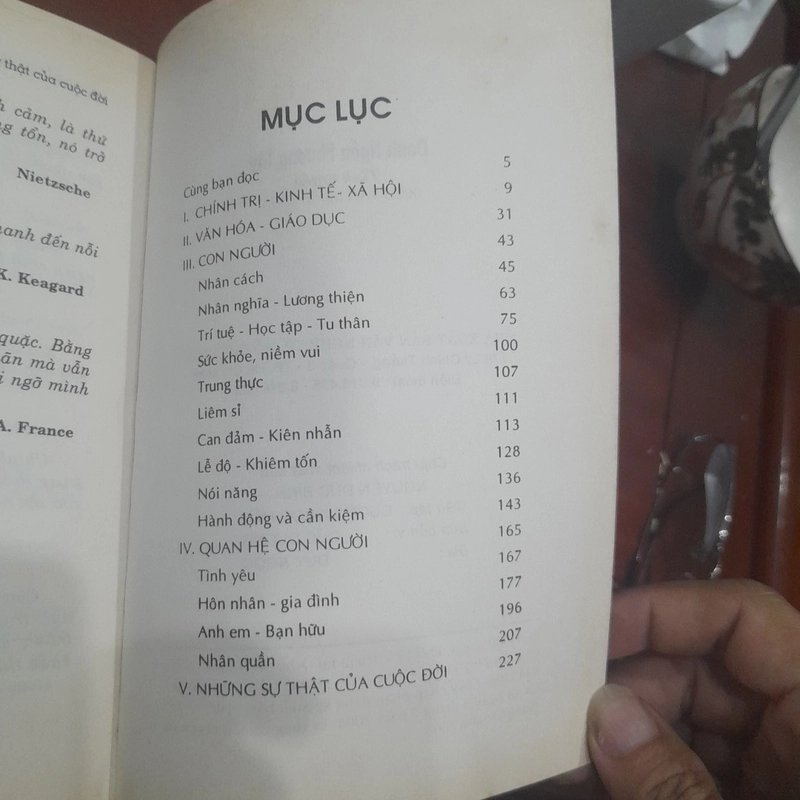 thật của cuộc đời
cảm, là thứ
tồn, nó trở
Nietzsche
đến nỗi
K. Keagard
quặc. Bằng
ăn mà vẫn
ngỡ mình
A. France
MỤC LỤC
Cùng bạn đọc 5
I. CHÍNH TRỊ - KINH TẾ- XÃ HỘI 9
II. VĂN HÓA - GIÁO DỤC 31
III. CON NGƯỜI 43
Nhân cách 45
Nhân nghĩa - Lương thiện 63
Trí tuệ - Học tập - Tu thân 75
Sức khỏe, niềm vui 100
Trung thực 107
Liêm sỉ 111
Can đảm - Kiên nhẫn 113
Lễ độ - Khiêm tốn 128
Nói năng 136
Hành động và cần kiệm 143
IV. QUAN HỆ CON NGƯỜI 165
Tình yêu 167
Hôn nhân - gia đình 177
Anh em - Bạn hữu 196
Nhân quần 207
V. NHỮNG SỰ THẬT CỦA CUỘC ĐỜI 227